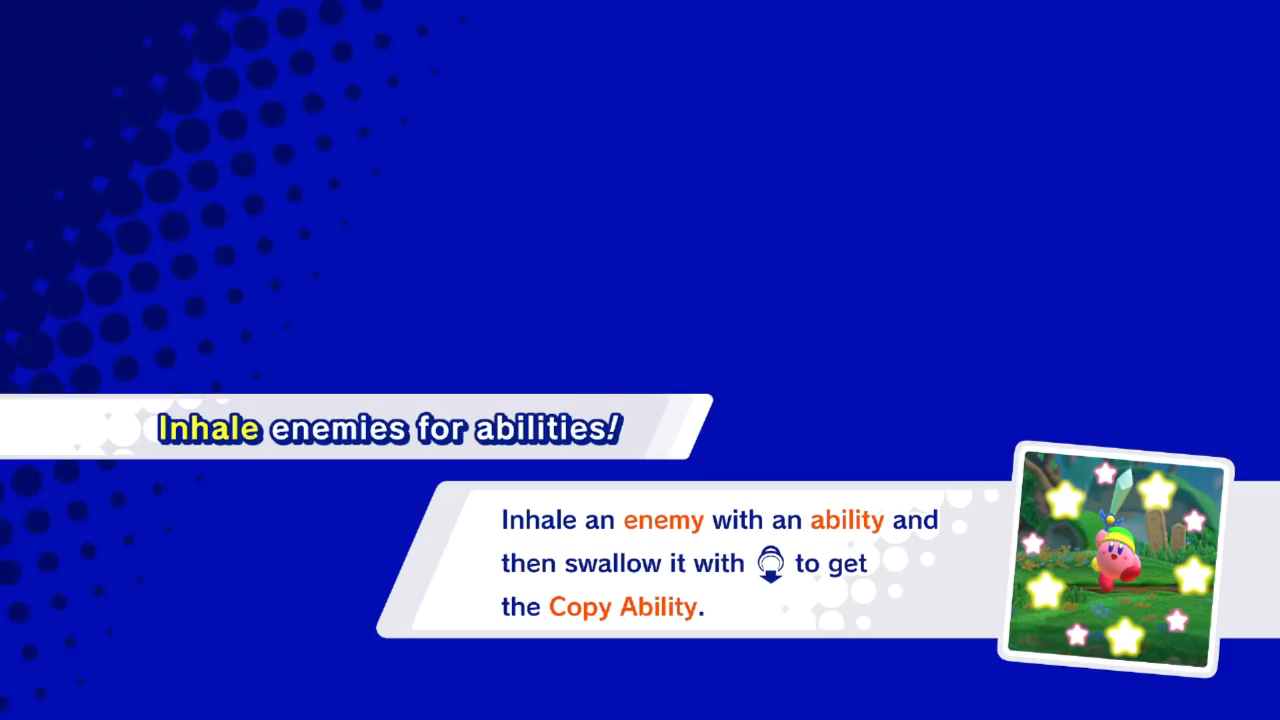 Inhale enemies for abilities!
Inhale an enemy with an ability and
then swallow it with to get
the Copy Ability.